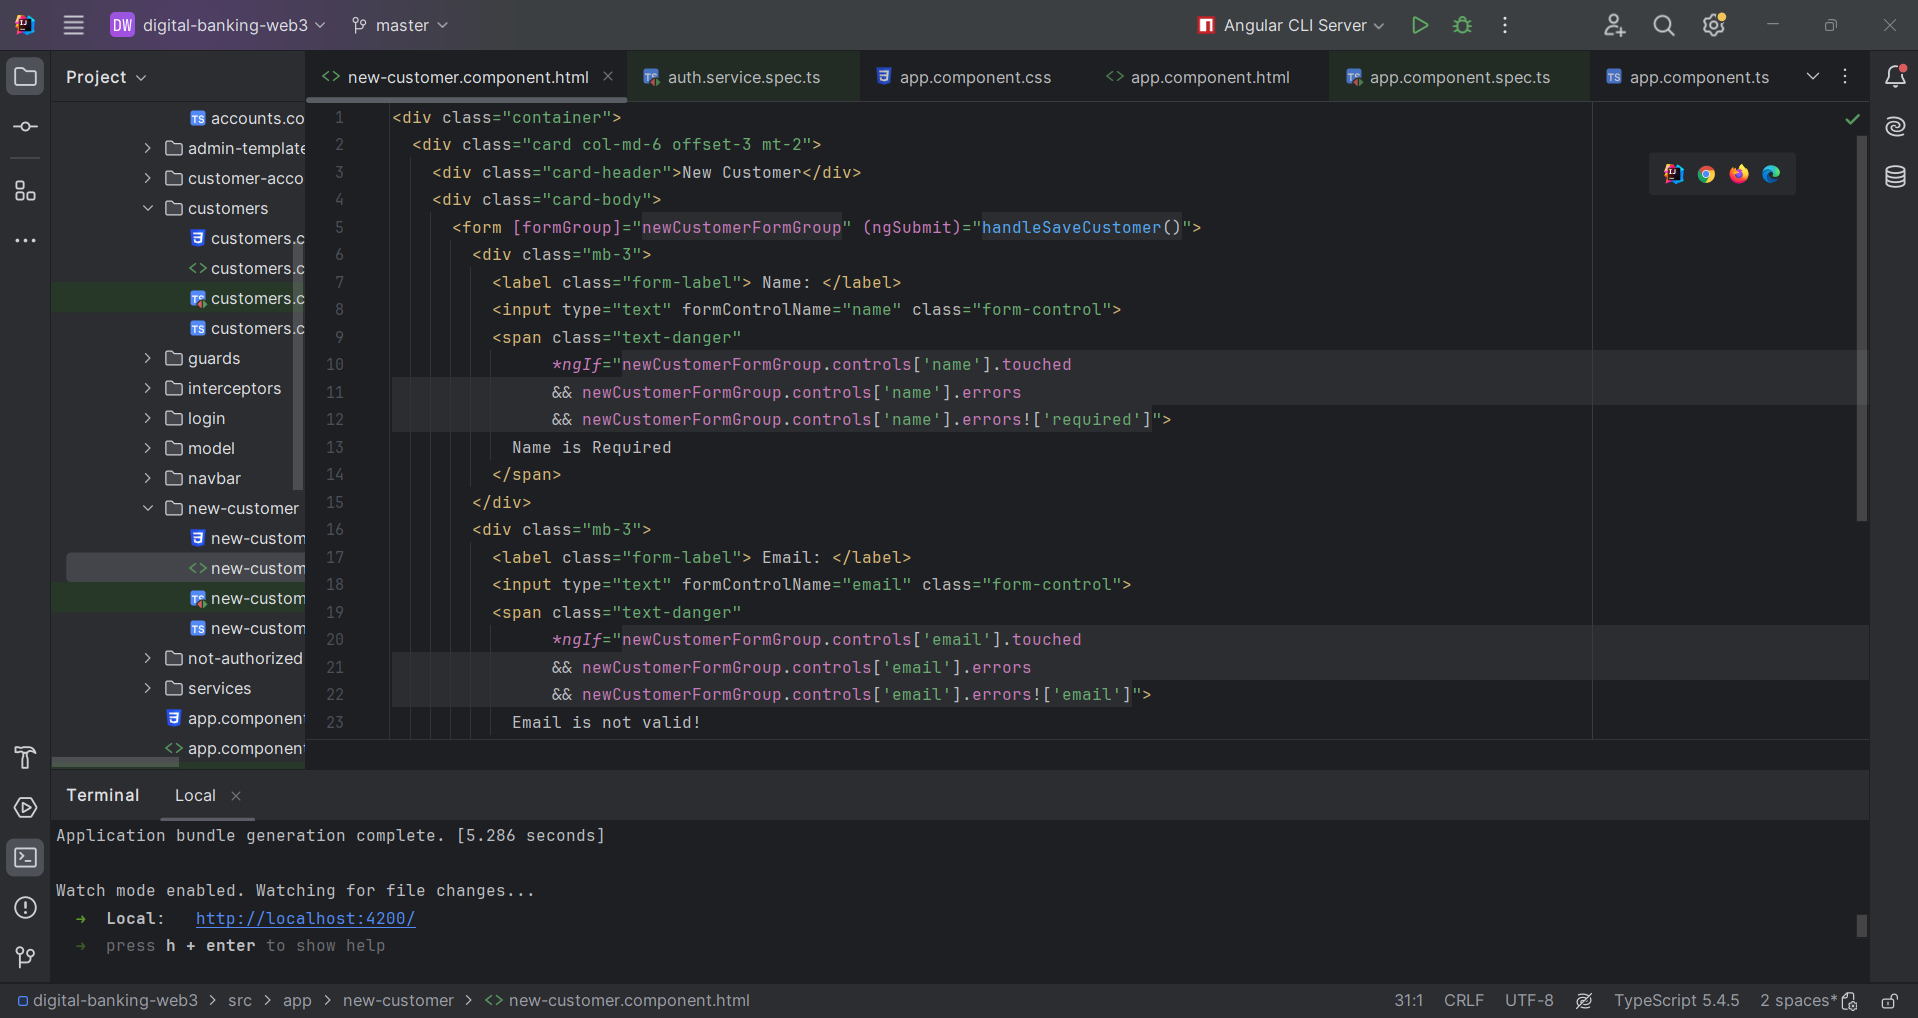 DW digital-banking-web3 master Angular CLI Server
Project
new-customer.component.html auth.service.spec.ts app.component.css app.component.html app.component.spec.ts app.component.ts
accounts.co
admin-template
customer-acco
customers
customers.c
customers.c
customers.c
customers.c
guards
interceptors
login
model
navbar
new-customer
new-custom
new-custom
new-custom
new-custom
not-authorized
services
app.component
app.component
1 <div class="container">
2 <div class="card col-md-6 offset-3 mt-2">
3 <div class="card-header">New Customer</div>
4 <div class="card-body">
5 <form [formGroup]="newCustomerFormGroup" (ngSubmit)="handleSaveCustomer()">
6 <div class="mb-3">
7 <label class="form-label"> Name: </label>
8 <input type="text" formControlName="name" class="form-control">
9 <span class="text-danger"
10 *ngIf="newCustomerFormGroup.controls['name'].touched
11 && newCustomerFormGroup.controls['name'].errors
12 && newCustomerFormGroup.controls['name'].errors!['required']">
13 Name is Required
14 </span>
15 </div>
16 <div class="mb-3">
17 <label class="form-label"> Email: </label>
18 <input type="text" formControlName="email" class="form-control">
19 <span class="text-danger"
20 *ngIf="newCustomerFormGroup.controls['email'].touched
21 && newCustomerFormGroup.controls['email'].errors
22 && newCustomerFormGroup.controls['email'].errors!['email']">
23 Email is not valid!
Terminal Local
Application bundle generation complete. [5.286 seconds]
Watch mode enabled. Watching for file changes...
➜ Local: http://localhost:4200/
➜ press h + enter to show help
digital-banking-web3 > src > app > new-customer > <> new-customer.component.html 31:1 CRLF UTF-8 TypeScript 5.4.5 2 spaces*